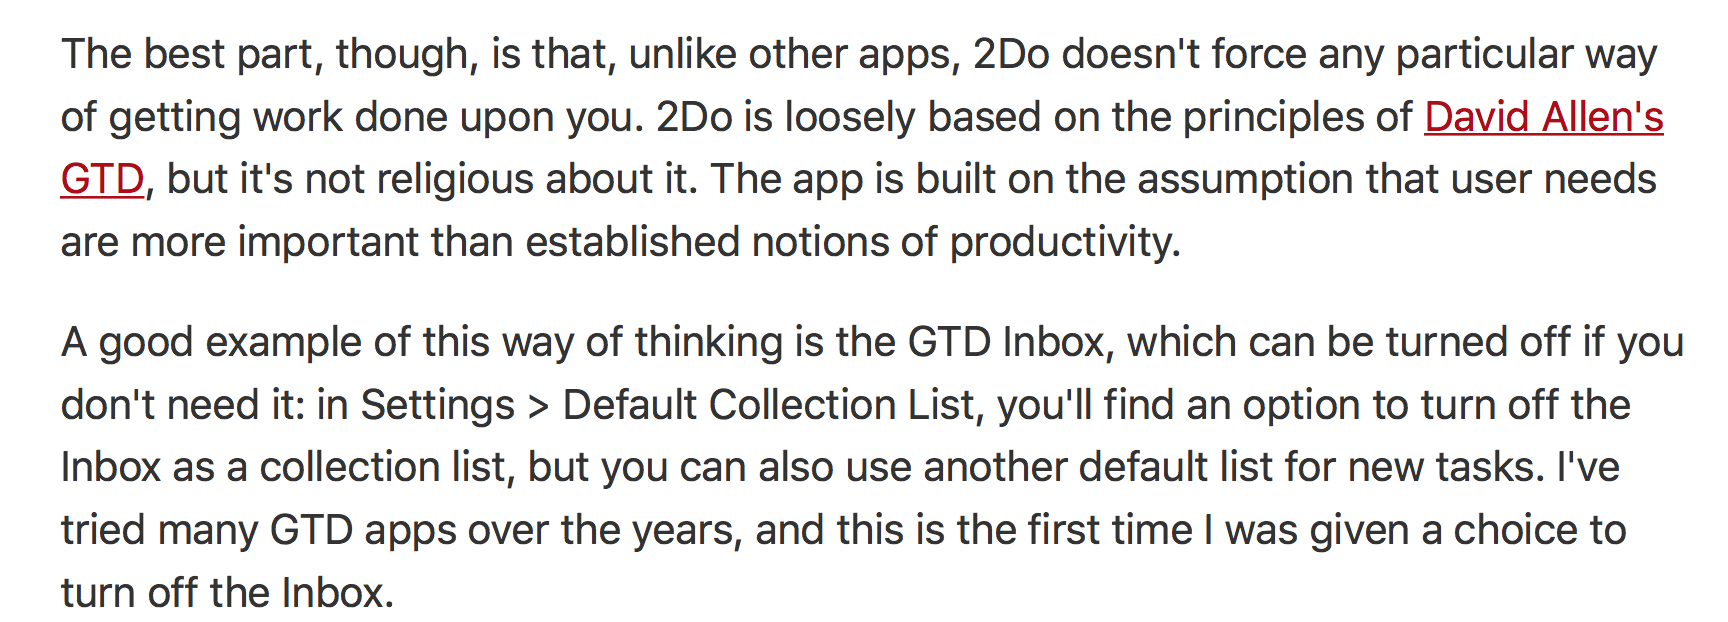 The best part, though, is that, unlike other apps, 2Do doesn't force any particular way
of getting work done upon you. 2Do is loosely based on the principles of David Allen's
GTD, but it's not religious about it. The app is built on the assumption that user needs
are more important than established notions of productivity.
A good example of this way of thinking is the GTD Inbox, which can be turned off if you
don't need it: in Settings > Default Collection List, you'll find an option to turn off the
Inbox as a collection list, but you can also use another default list for new tasks. I've
tried many GTD apps over the years, and this is the first time I was given a choice to
turn off the Inbox.